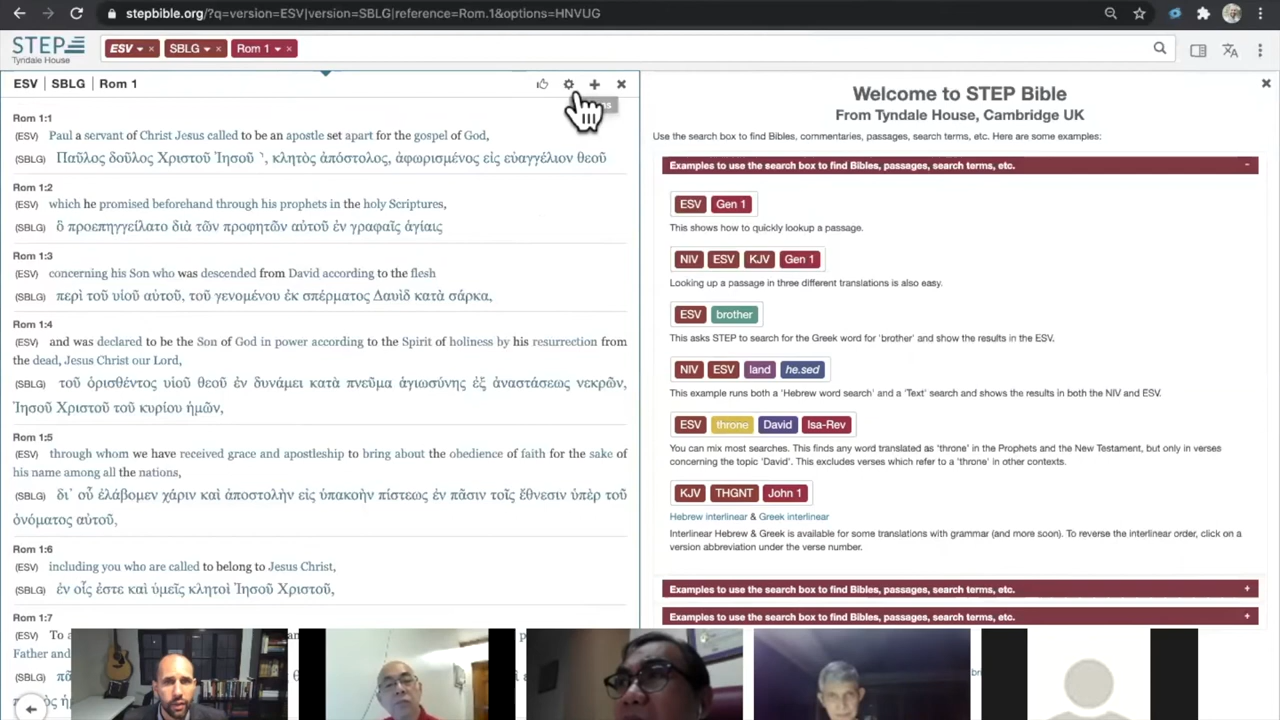 stepbible.org/?q=version=ESV|version=SBLG|reference=Rom.1&options=HNVUG
STEP
Tyndale House
ESV SBLG Rom 1
ESV | SBLG | Rom 1
Rom 1:1
(ESV) Paul a servant of Christ Jesus called to be an apostle set apart for the gospel of God,
(SBLG) Παῦλος δοῦλος Χριστοῦ Ἰησοῦ ⸃, κλητὸς ἀπόστολος, ἀφωρισμένος εἰς εὐαγγέλιον θεοῦ
Rom 1:2
(ESV) which he promised beforehand through his prophets in the holy Scriptures,
(SBLG) ὃ προεπηγγείλατο διὰ τῶν προφητῶν αὐτοῦ ἐν γραφαῖς ἁγίαις
Rom 1:3
(ESV) concerning his Son who was descended from David according to the flesh
(SBLG) περὶ τοῦ υἱοῦ αὐτοῦ, τοῦ γενομένου ἐκ σπέρματος Δαυὶδ κατὰ σάρκα,
Rom 1:4
(ESV) and was declared to be the Son of God in power according to the Spirit of holiness by his resurrection from
the dead, Jesus Christ our Lord,
(SBLG) τοῦ ὁρισθέντος υἱοῦ θεοῦ ἐν δυνάμει κατὰ πνεῦμα ἁγιωσύνης ἐξ ἀναστάσεως νεκρῶν,
Ἰησοῦ Χριστοῦ τοῦ κυρίου ἡμῶν,
Rom 1:5
(ESV) through whom we have received grace and apostleship to bring about the obedience of faith for the sake of
his name among all the nations,
(SBLG) δι᾽ οὗ ἐλάβομεν χάριν καὶ ἀποστολὴν εἰς ὑπακοὴν πίστεως ἐν πᾶσιν τοῖς ἔθνεσιν ὑπὲρ τοῦ
ὀνόματος αὐτοῦ,
Rom 1:6
(ESV) including you who are called to belong to Jesus Christ,
(SBLG) ἐν οἷς ἐστε καὶ ὑμεῖς κλητοὶ Ἰησοῦ Χριστοῦ,
Rom 1:7
(ESV) To
Father and
Welcome to STEP Bible
From Tyndale House, Cambridge UK
Use the search box to find Bibles, commentaries, passages, search terms, etc. Here are some examples:
Examples to use the search box to find Bibles, passages, search terms, etc. -
ESV Gen 1
This shows how to quickly lookup a passage.
NIV ESV KJV Gen 1
Looking up a passage in three different translations is also easy.
ESV brother
This asks STEP to search for the Greek word for 'brother' and show the results in the ESV.
NIV ESV land he.sed
This example runs both a 'Hebrew word search' and a 'Text' search and shows the results in both the NIV and ESV.
ESV throne David Isa-Rev
You can mix most searches. This finds any word translated as 'throne' in the Prophets and the New Testament, but only in verses
concerning the topic 'David'. This excludes verses which refer to a 'throne' in other contexts.
KJV THGNT John 1
Hebrew interlinear & Greek interlinear
Interlinear Hebrew & Greek is available for some translations with grammar (and more soon). To reverse the interlinear order, click on a
version abbreviation under the verse number.
Examples to use the search box to find Bibles, passages, search terms, etc. +
Examples to use the search box to find Bibles, passages, search terms, etc. +